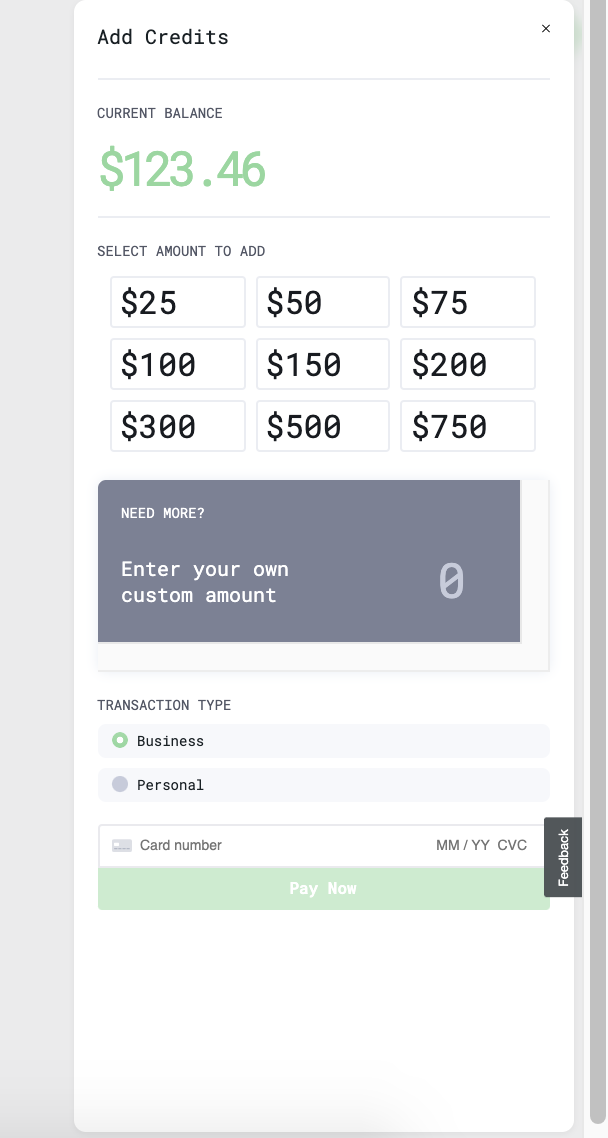 Add Credits ×
CURRENT BALANCE
$123.46
SELECT AMOUNT TO ADD
$25 $50 $75
$100 $150 $200
$300 $500 $750
NEED MORE?
Enter your own
custom amount
0
TRANSACTION TYPE
Business
Personal
Card number MM / YY CVC
Feedback
Pay Now